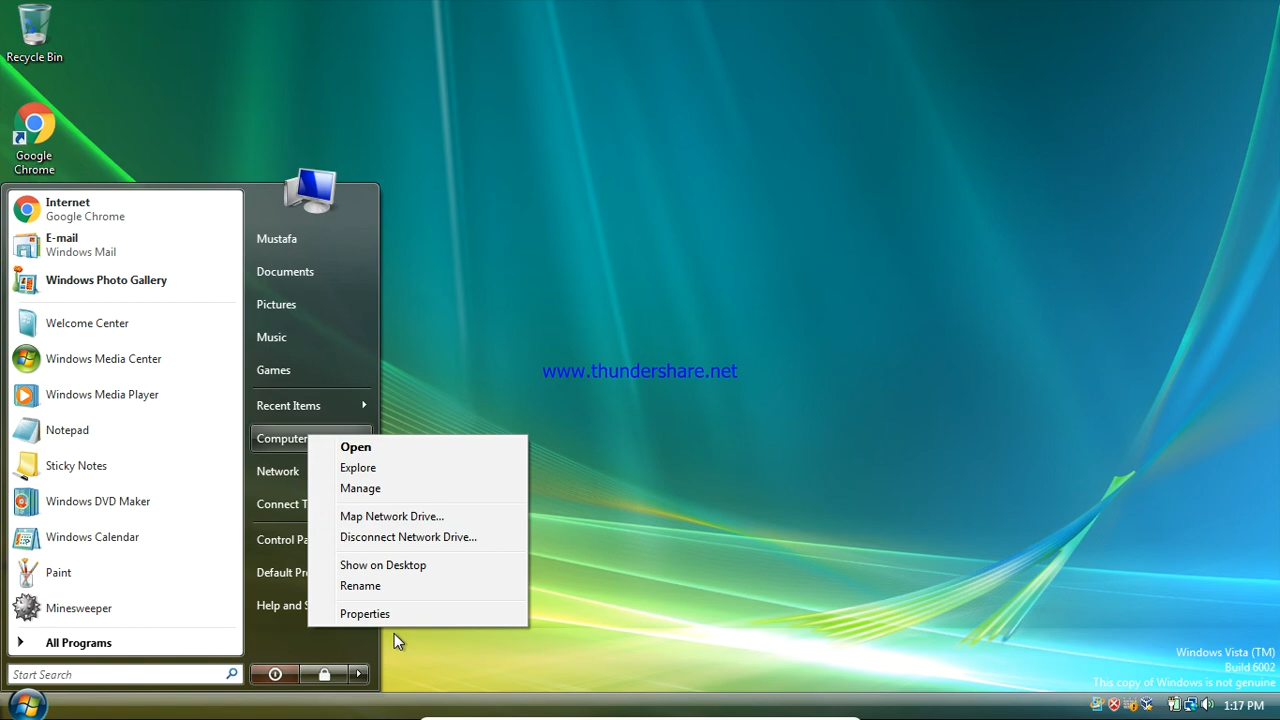 Recycle Bin
Google
Chrome
Internet
Google Chrome
E-mail
Windows Mail
Windows Photo Gallery
Welcome Center
Windows Media Center
Windows Media Player
Notepad
Sticky Notes
Windows DVD Maker
Windows Calendar
Paint
Minesweeper
All Programs
Start Search
Mustafa
Documents
Pictures
Music
Games
Recent Items
Computer
Network
Connect T
Control Pa
Default Pr
Help and S
Open
Explore
Manage
Map Network Drive...
Disconnect Network Drive...
Show on Desktop
Rename
Properties
www.thundershare.net
Windows Vista (TM)
Build 6002
This copy of Windows is not genuine
1:17 PM